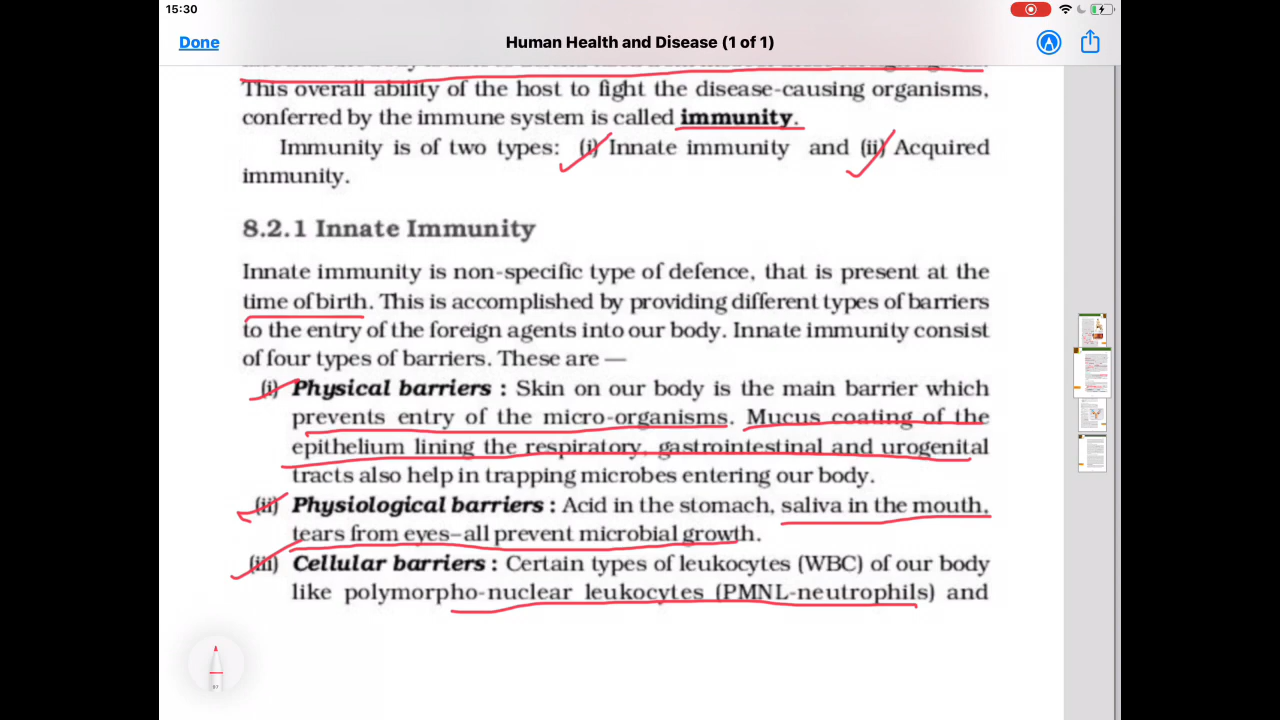 15:30
Done
Human Health and Disease (1 of 1)
This overall ability of the host to fight the disease-causing organisms,
conferred by the immune system is called immunity.
Immunity is of two types: (i) Innate immunity and (ii) Acquired
immunity.
8.2.1 Innate Immunity
Innate immunity is non-specific type of defence, that is present at the
time of birth. This is accomplished by providing different types of barriers
to the entry of the foreign agents into our body. Innate immunity consist
of four types of barriers. These are —
(i) Physical barriers : Skin on our body is the main barrier which
prevents entry of the micro-organisms. Mucus coating of the
epithelium lining the respiratory, gastrointestinal and urogenital
tracts also help in trapping microbes entering our body.
(ii) Physiological barriers : Acid in the stomach, saliva in the mouth,
tears from eyes–all prevent microbial growth.
(iii) Cellular barriers : Certain types of leukocytes (WBC) of our body
like polymorpho-nuclear leukocytes (PMNL-neutrophils) and
97